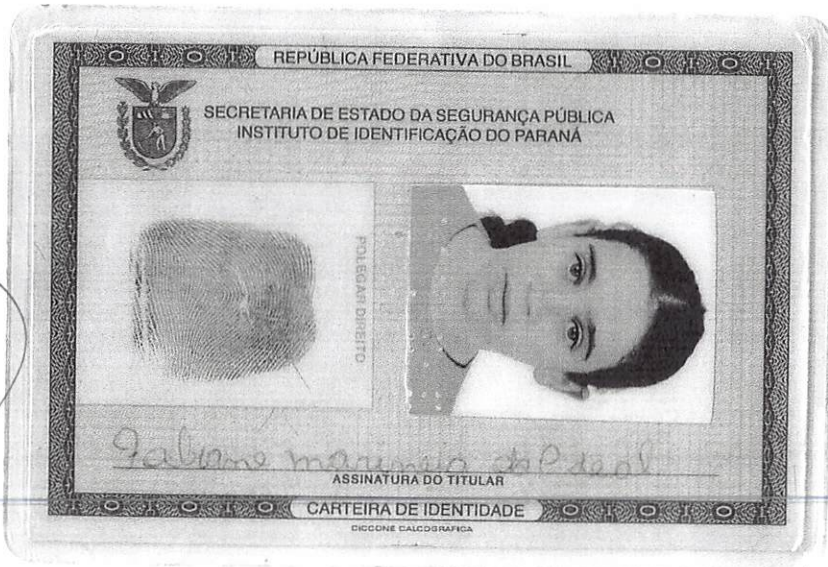 REPÚBLICA FEDERATIVA DO BRASIL
SECRETARIA DE ESTADO DA SEGURANÇA PÚBLICA
INSTITUTO DE IDENTIFICAÇÃO DO PARANÁ
POLEGAR DIREITO
Fabiane
ASSINATURA DO TITULAR
CARTEIRA DE IDENTIDADE
CICCONE CALCOGRAFICA